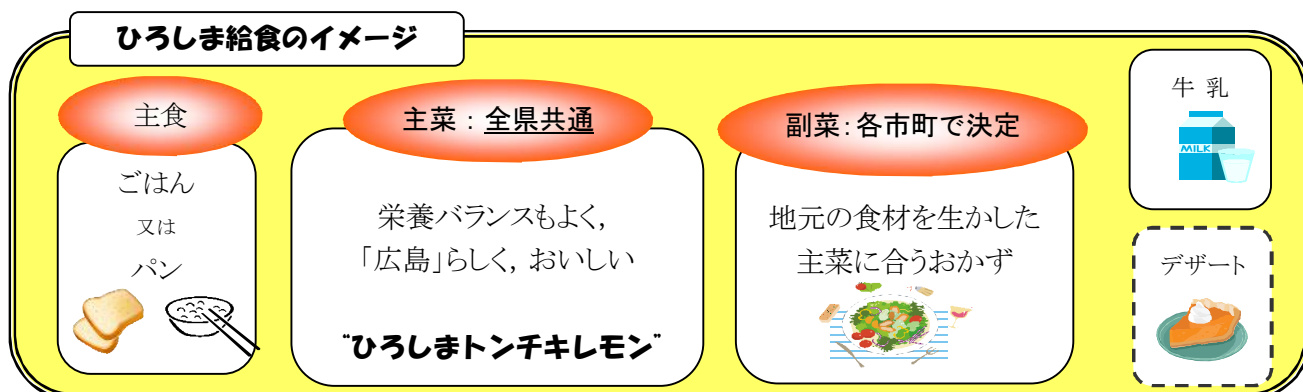 ひろしま給食のイメージ
主食
ごはん
又は
パン
主菜：全県共通
栄養バランスもよく,
「広島」らしく, おいしい
“ひろしまトンチキレモン”
副菜：各市町で決定
地元の食材を生かした
主菜に合うおかず
牛 乳
MILK
デザート